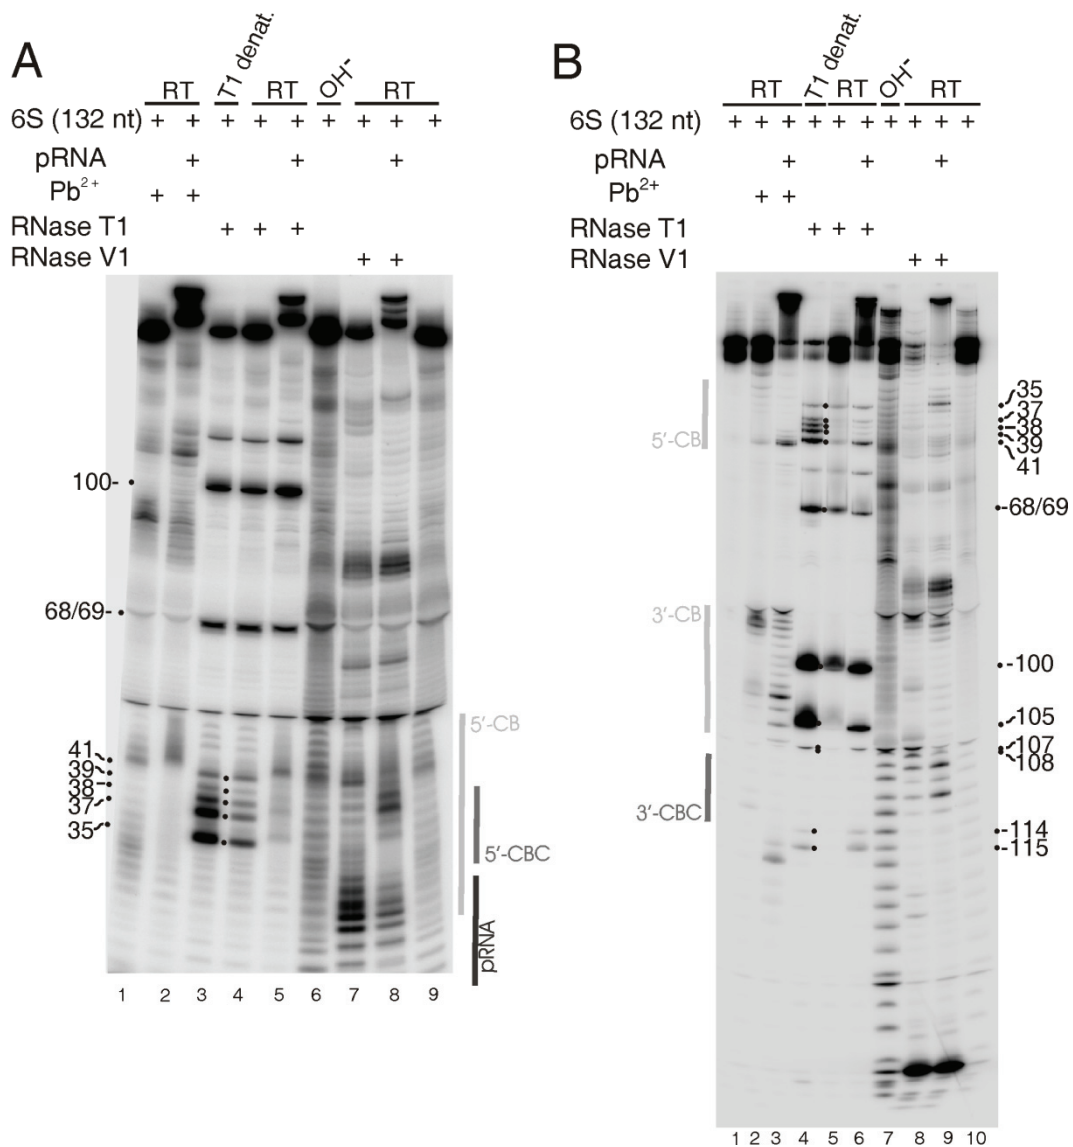 A
T1 denat.
RT
RT
OH⁻
RT
6S (132 nt) + + + + + + + + +
pRNA + + +
Pb²⁺ + +
RNase T1 + + +
RNase V1 + +
100-
68/69-
41
39
38
37
35
5′-CB
5′-CBC
pRNA
1 2 3 4 5 6 7 8 9
B
T1 denat.
RT
RT
OH⁻
RT
6S (132 nt) + + + + + + + + + +
pRNA + + +
Pb²⁺ + +
RNase T1 + + +
RNase V1 + +
5′-CB
3′-CB
3′-CBC
35
37
38
39
41
-68/69
-100
-105
-107
-108
-114
-115
1 2 3 4 5 6 7 8 9 10